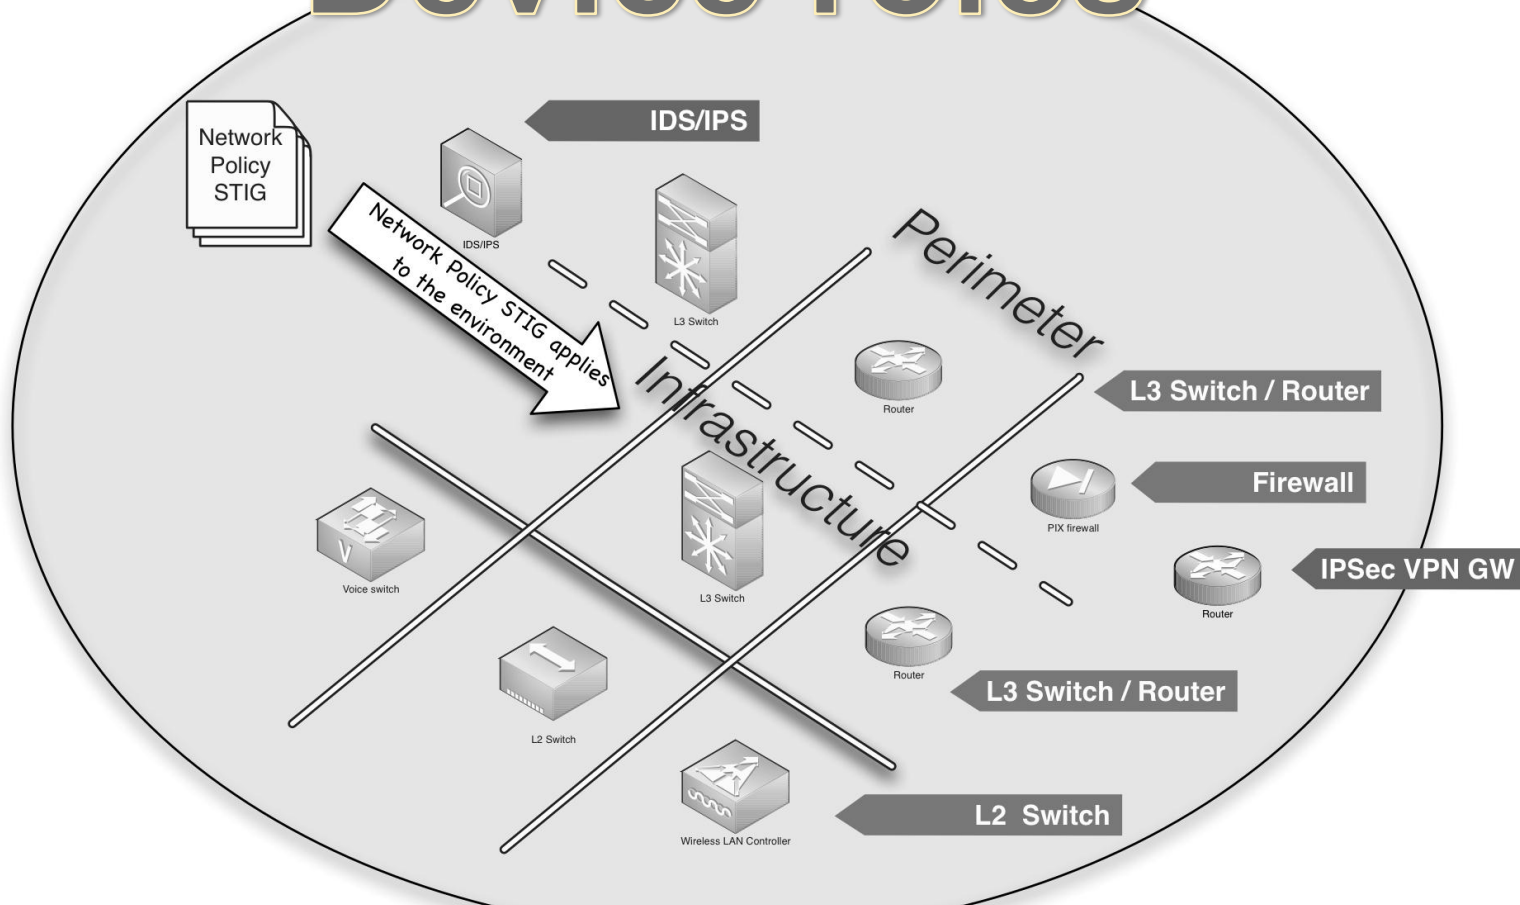 Device roles
IDS/IPS
Network
Policy
STIG
IDS/IPS
Network Policy STIG applies
to the environment
L3 Switch
Perimeter
Infrastructure
Router
L3 Switch / Router
Firewall
PIX firewall
Voice switch
L3 Switch
IPSec VPN GW
Router
Router
L3 Switch / Router
L2 Switch
L2  Switch
Wireless LAN Controller
V